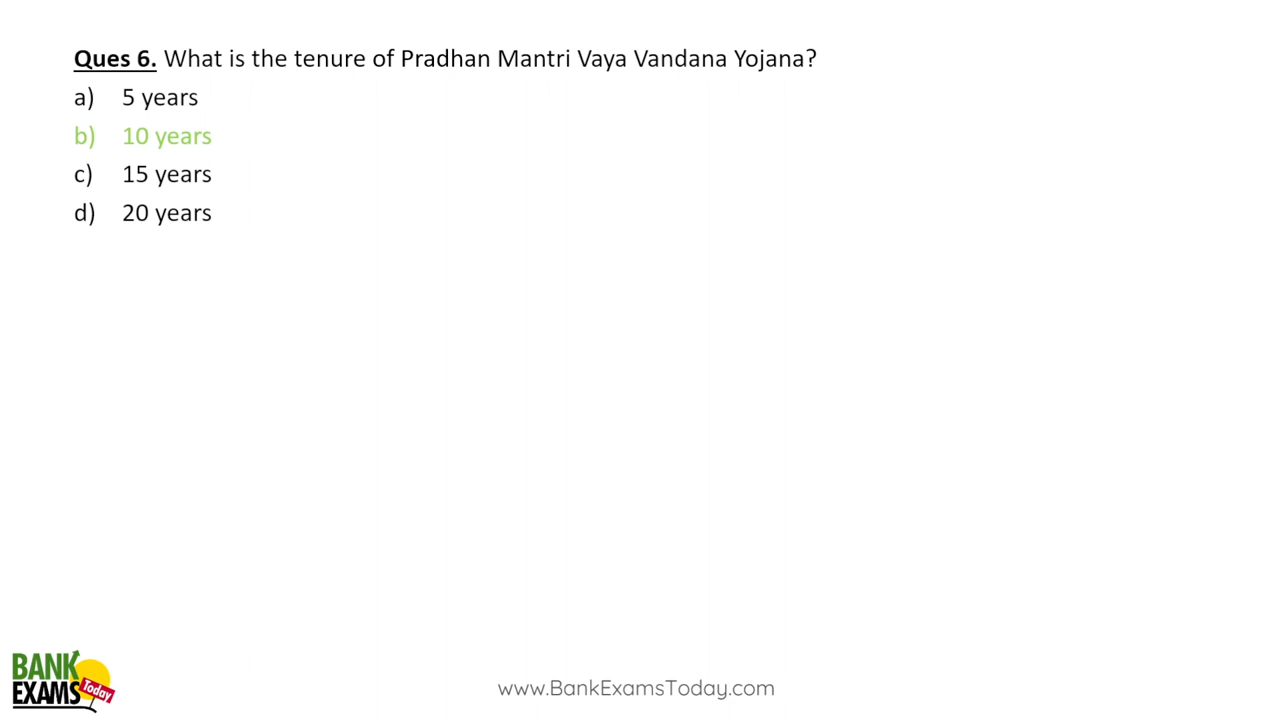 Ques 6. What is the tenure of Pradhan Mantri Vaya Vandana Yojana?
a) 5 years
b) 10 years
c) 15 years
d) 20 years
BANK
EXAMS Today
www.BankExamsToday.com